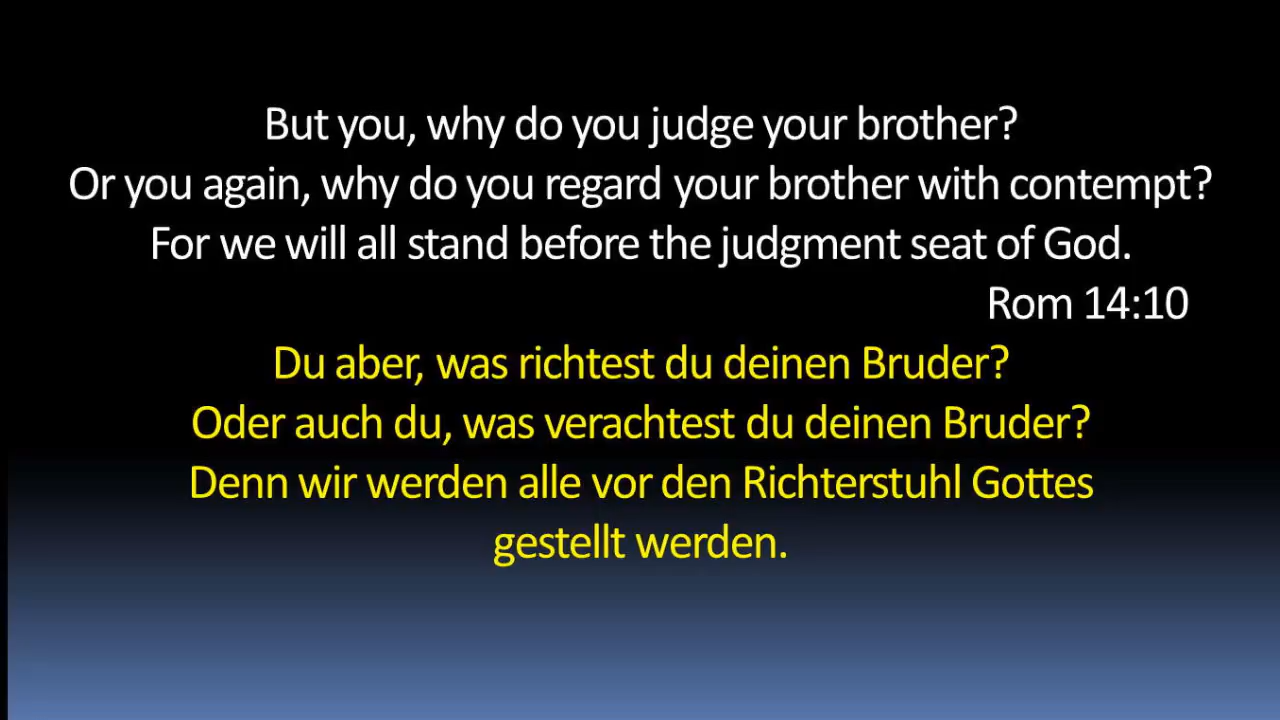 But you, why do you judge your brother?
Or you again, why do you regard your brother with contempt?
For we will all stand before the judgment seat of God.
Rom 14:10
Du aber, was richtest du deinen Bruder?
Oder auch du, was verachtest du deinen Bruder?
Denn wir werden alle vor den Richterstuhl Gottes
gestellt werden.